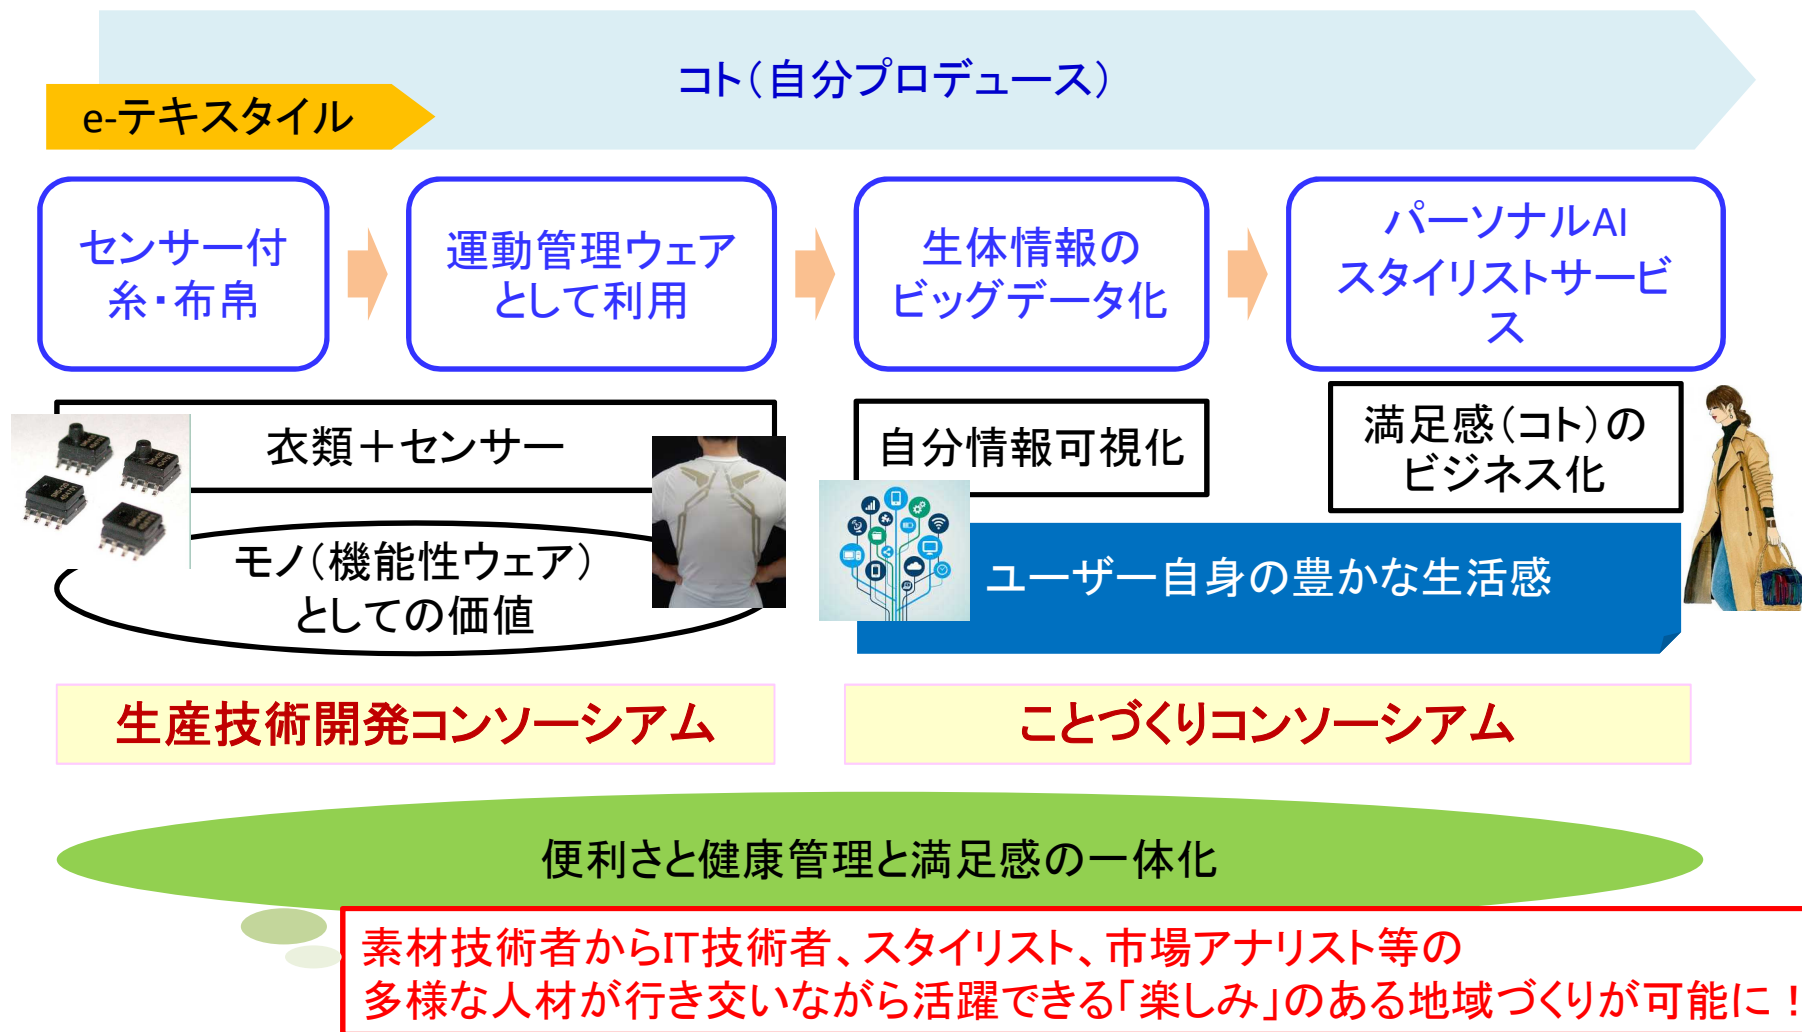 コト（自分プロデュース）
e-テキスタイル
センサー付
糸・布帛
運動管理ウェア
として利用
生体情報の
ビッグデータ化
パーソナルAI
スタイリストサービ
ス
衣類＋センサー
自分情報可視化
満足感（コト）の
ビジネス化
モノ（機能性ウェア）
としての価値
ユーザー自身の豊かな生活感
生産技術開発コンソーシアム
ことづくりコンソーシアム
便利さと健康管理と満足感の一体化
素材技術者からIT技術者、スタイリスト、市場アナリスト等の
多様な人材が行き交いながら活躍できる「楽しみ」のある地域づくりが可能に！